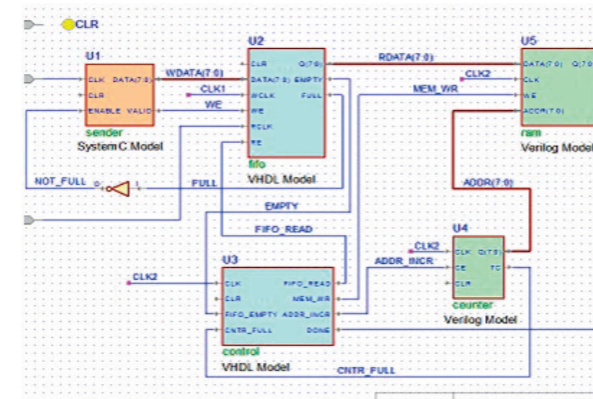 CLR
U1
CLK DATA(7:0)
CLR
ENABLE VALID
sender
SystemC Model
WDATA(7:0)
CLK1
WE
U2
CLR Q(7:0)
DATA(7:0) EMPTY
WCLK FULL
WE
RCLK
RE
fifo
VHDL Model
RDATA(7:0)
CLK2
MEM_WR
U5
DATA(7:0) Q(7:0)
CLK
WE
ADDR(7:0)
ram
Verilog Model
ADDR(7:0)
NOT_FULL
FULL
EMPTY
FIFO_READ
CLK2
U3
CLK FIFO_READ
CLR MEM_WR
FIFO_EMPTY ADDR_INCR
CNTR_FULL DONE
control
VHDL Model
CLK2
ADDR_INCR
U4
CLK Q(7:0)
CE TC
CLR
counter
Verilog Model
CNTR_FULL